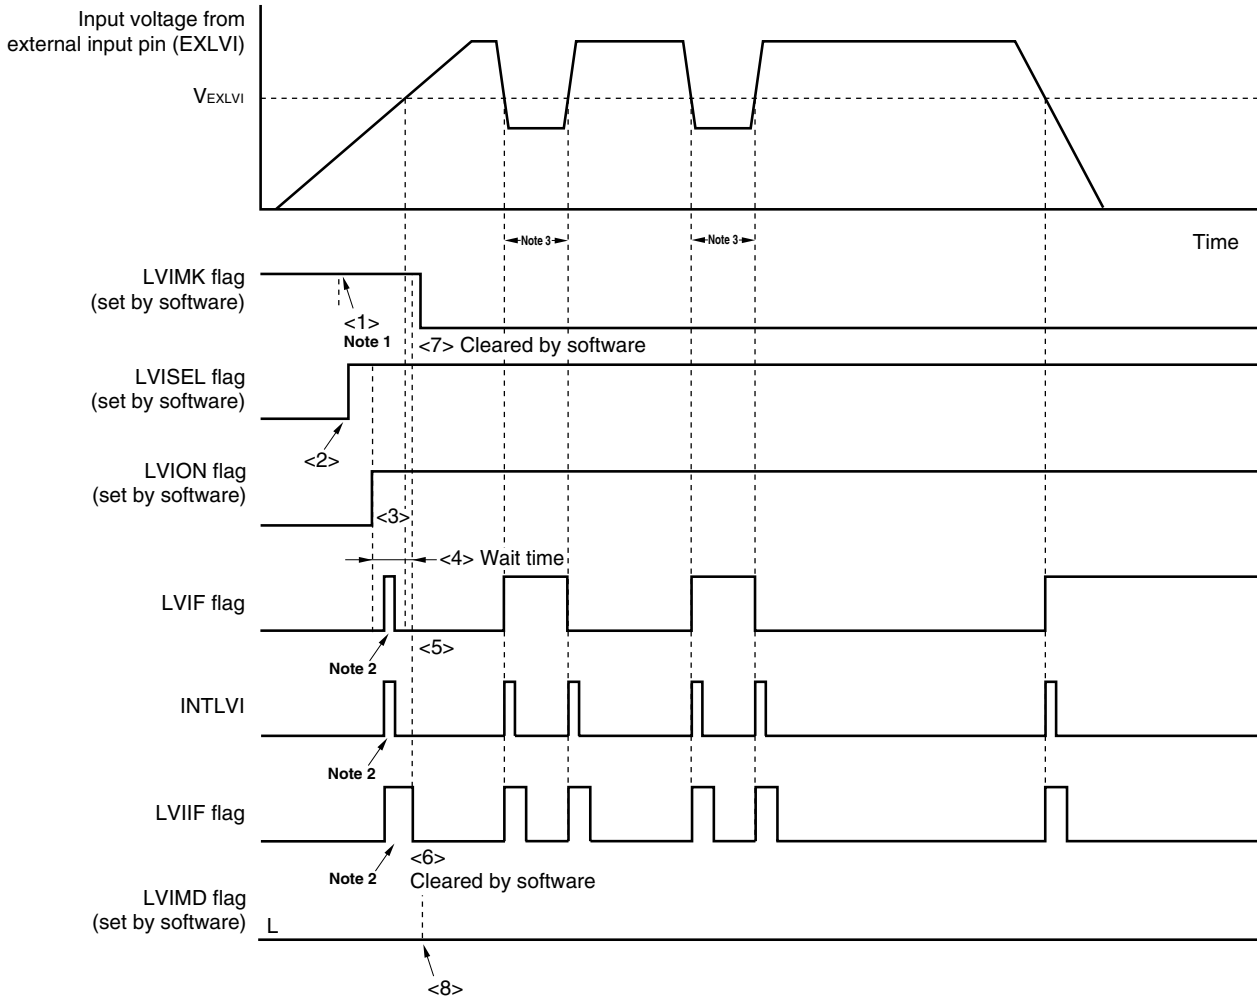 Input voltage from
external input pin (EXLVI)
VEXLVI
Note 3
Note 3
Time
LVIMK flag
(set by software)
<1>
Note 1
<7> Cleared by software
LVISEL flag
(set by software)
<2>
LVION flag
(set by software)
<3>
<4> Wait time
LVIF flag
Note 2
<5>
INTLVI
Note 2
LVIIF flag
Note 2
<6>
Cleared by software
LVIMD flag
(set by software)
L
<8>